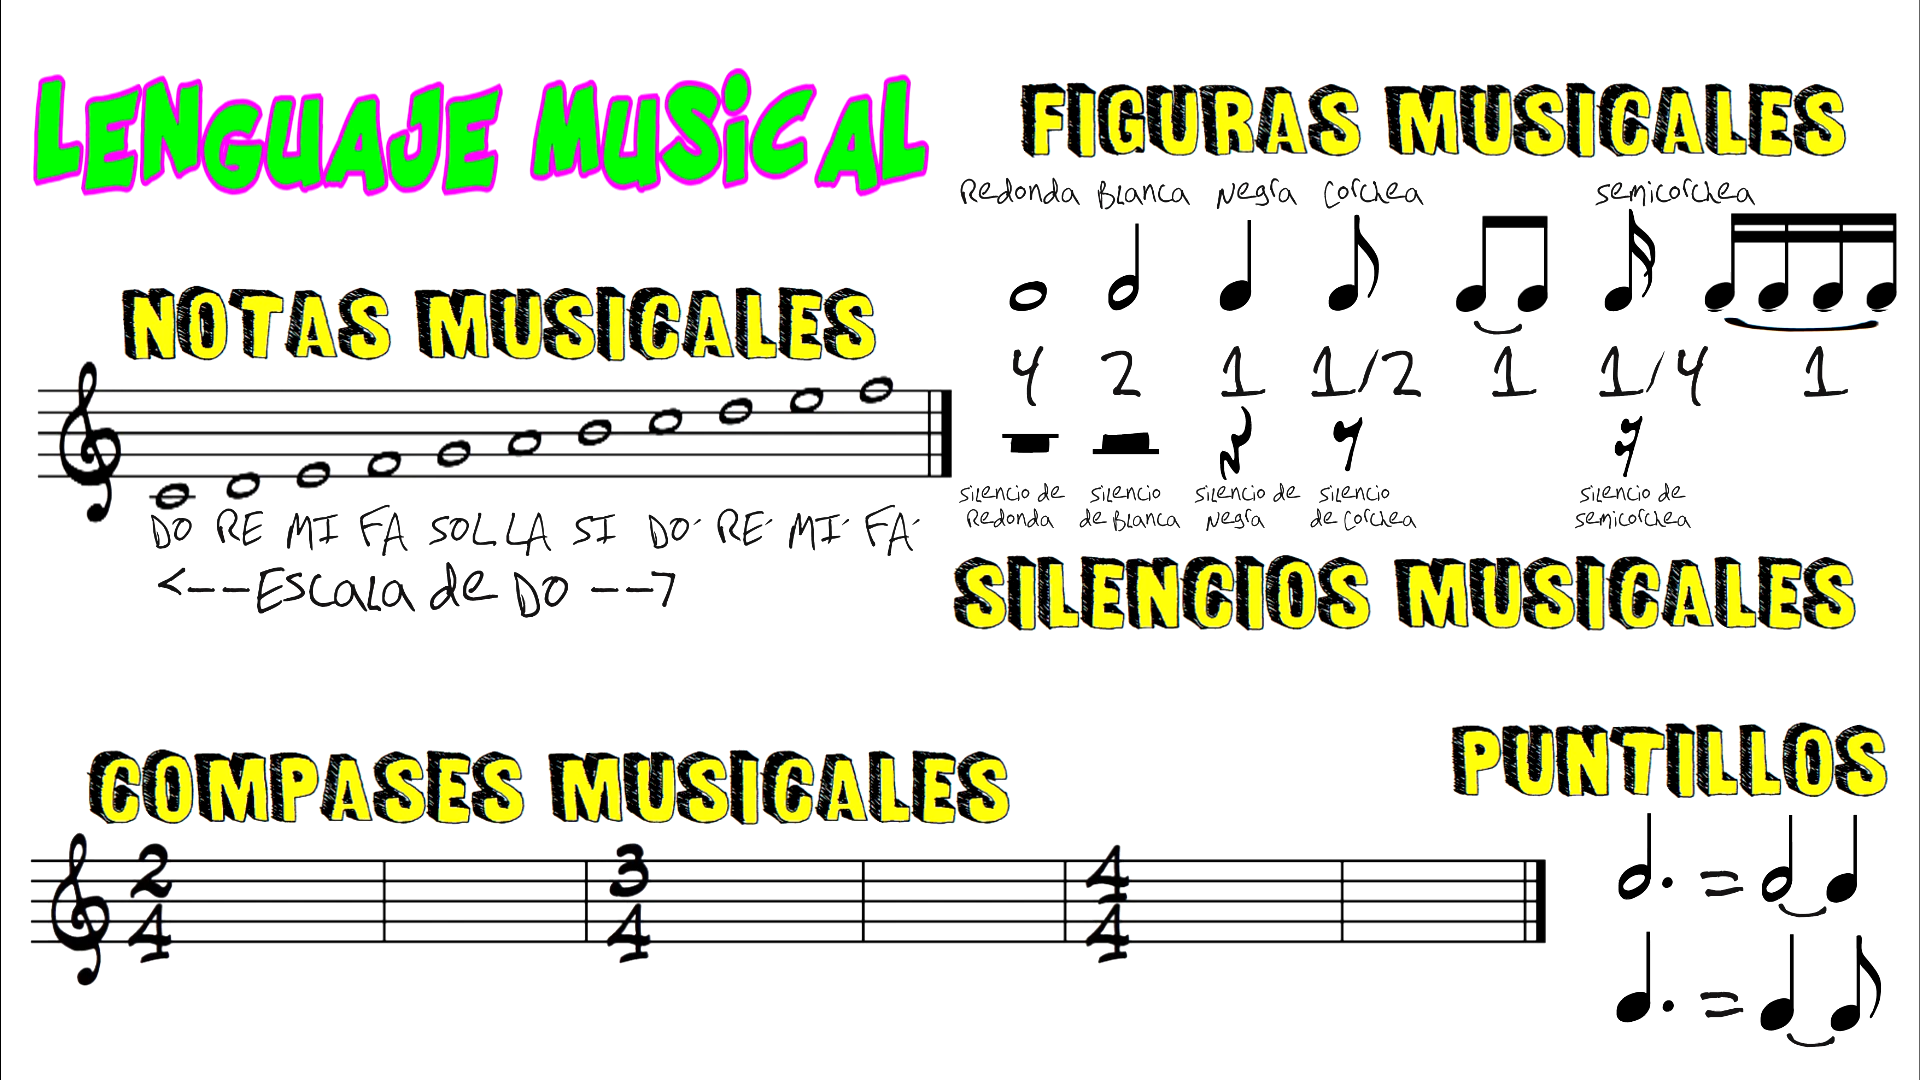 LENGUAJE MUSICAL
NOTAS MUSICALES
DO RE MI FA SOL LA SI DO´ RE´ MI´ FA´
<--Escala de DO -->
FIGURAS MUSICALES
Redonda Blanca Negra Corchea semicorchea
4 2 1 1/2 1 1/4 1
silencio de Redonda
silencio de Blanca
silencio de Negra
silencio de Corchea
silencio de semicorchea
SILENCIOS MUSICALES
COMPASES MUSICALES
2 3 4
4 4 4
PUNTILLOS
=
=